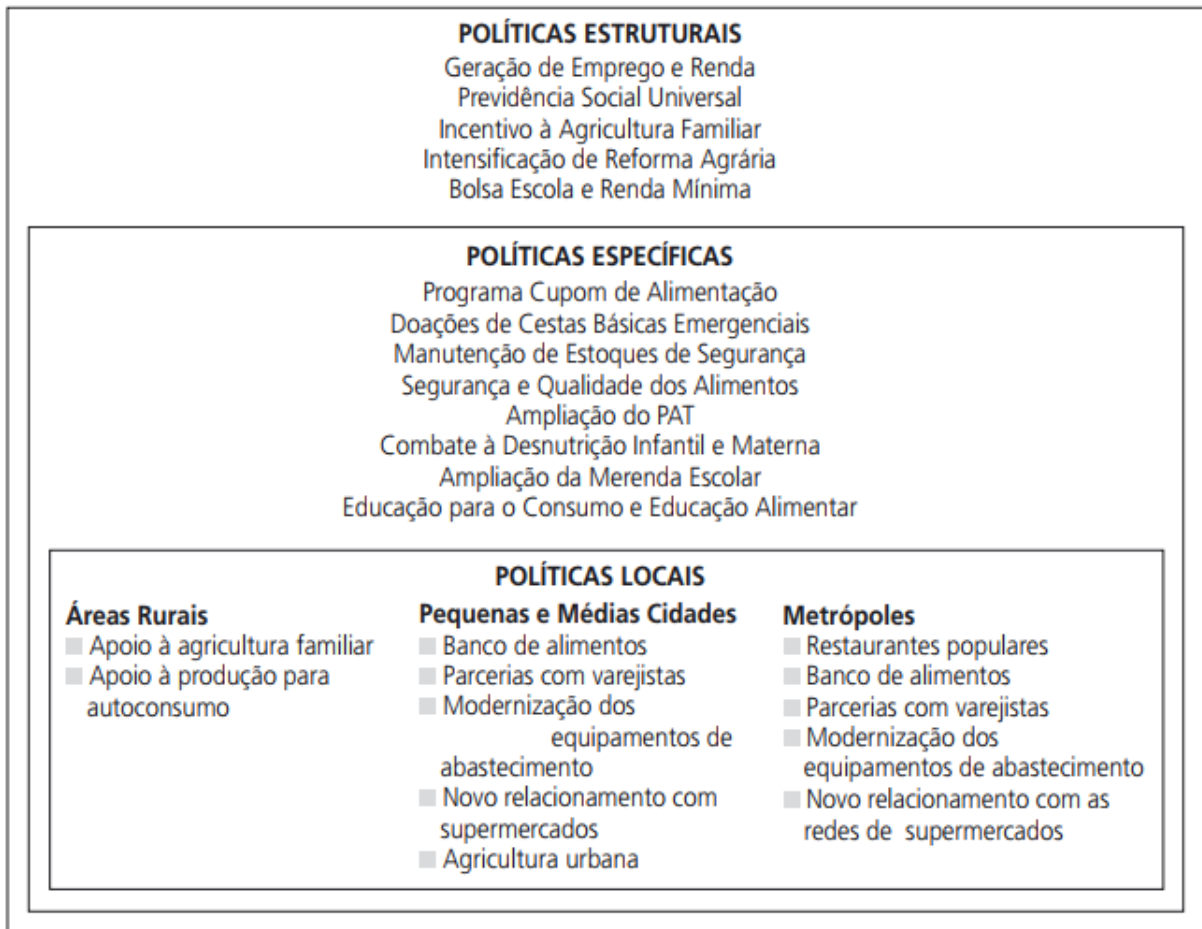 POLÍTICAS ESTRUTURAIS
Geração de Emprego e Renda
Previdência Social Universal
Incentivo à Agricultura Familiar
Intensificação de Reforma Agrária
Bolsa Escola e Renda Mínima
POLÍTICAS ESPECÍFICAS
Programa Cupom de Alimentação
Doações de Cestas Básicas Emergenciais
Manutenção de Estoques de Segurança
Segurança e Qualidade dos Alimentos
Ampliação do PAT
Combate à Desnutrição Infantil e Materna
Ampliação da Merenda Escolar
Educação para o Consumo e Educação Alimentar
POLÍTICAS LOCAIS
Áreas Rurais
Apoio à agricultura familiar
Apoio à produção para
autoconsumo
Pequenas e Médias Cidades
Banco de alimentos
Parcerias com varejistas
Modernização dos
equipamentos de
abastecimento
Novo relacionamento com
supermercados
Agricultura urbana
Metrópoles
Restaurantes populares
Banco de alimentos
Parcerias com varejistas
Modernização dos
equipamentos de abastecimento
Novo relacionamento com as
redes de supermercados